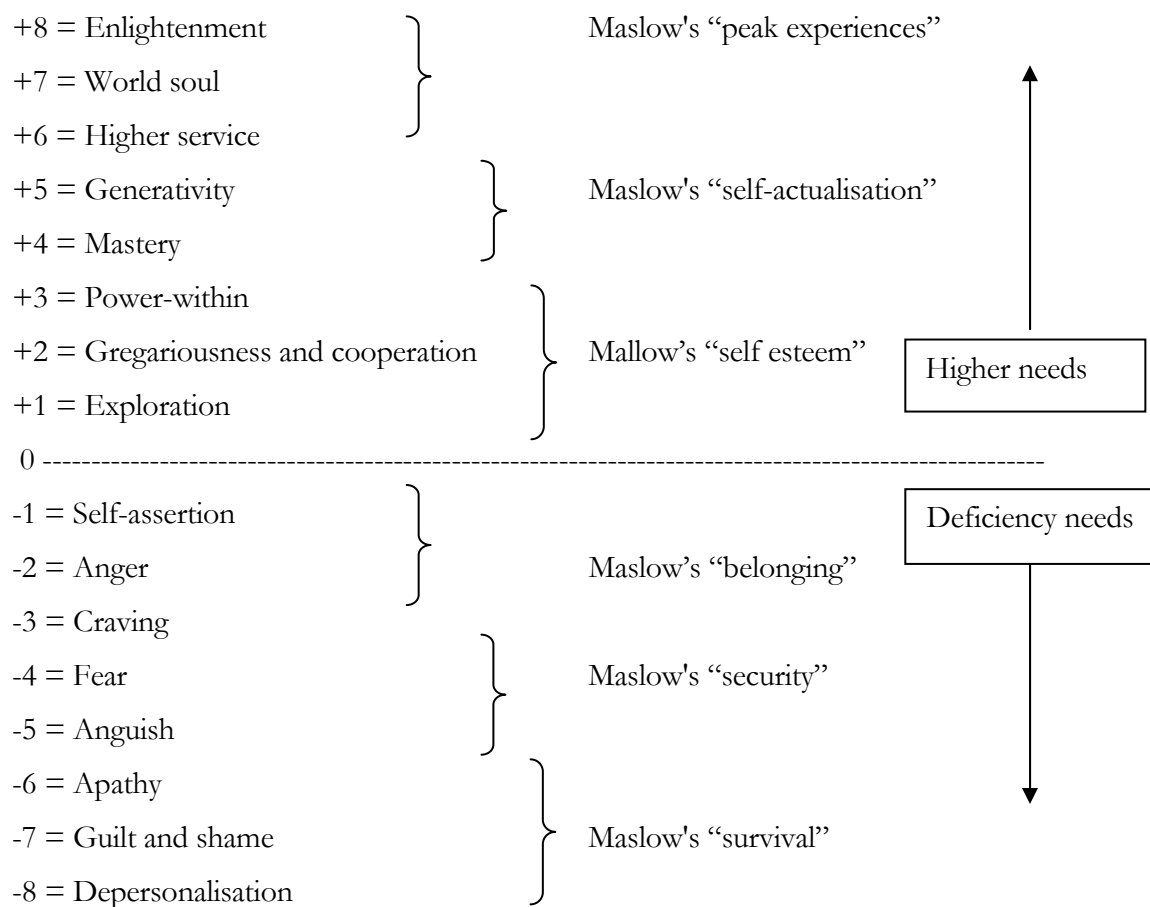 +8 = Enlightenment Maslow's “peak experiences”
+7 = World soul
+6 = Higher service
+5 = Generativity Maslow's “self-actualisation”
+4 = Mastery
+3 = Power-within
+2 = Gregariousness and cooperation Mallow’s “self esteem” Higher needs
+1 = Exploration
0 -------------------------------------------------------------------------------------------------------
-1 = Self-assertion Deficiency needs
-2 = Anger Maslow’s “belonging”
-3 = Craving
-4 = Fear Maslow's “security”
-5 = Anguish
-6 = Apathy
-7 = Guilt and shame Maslow's “survival”
-8 = Depersonalisation